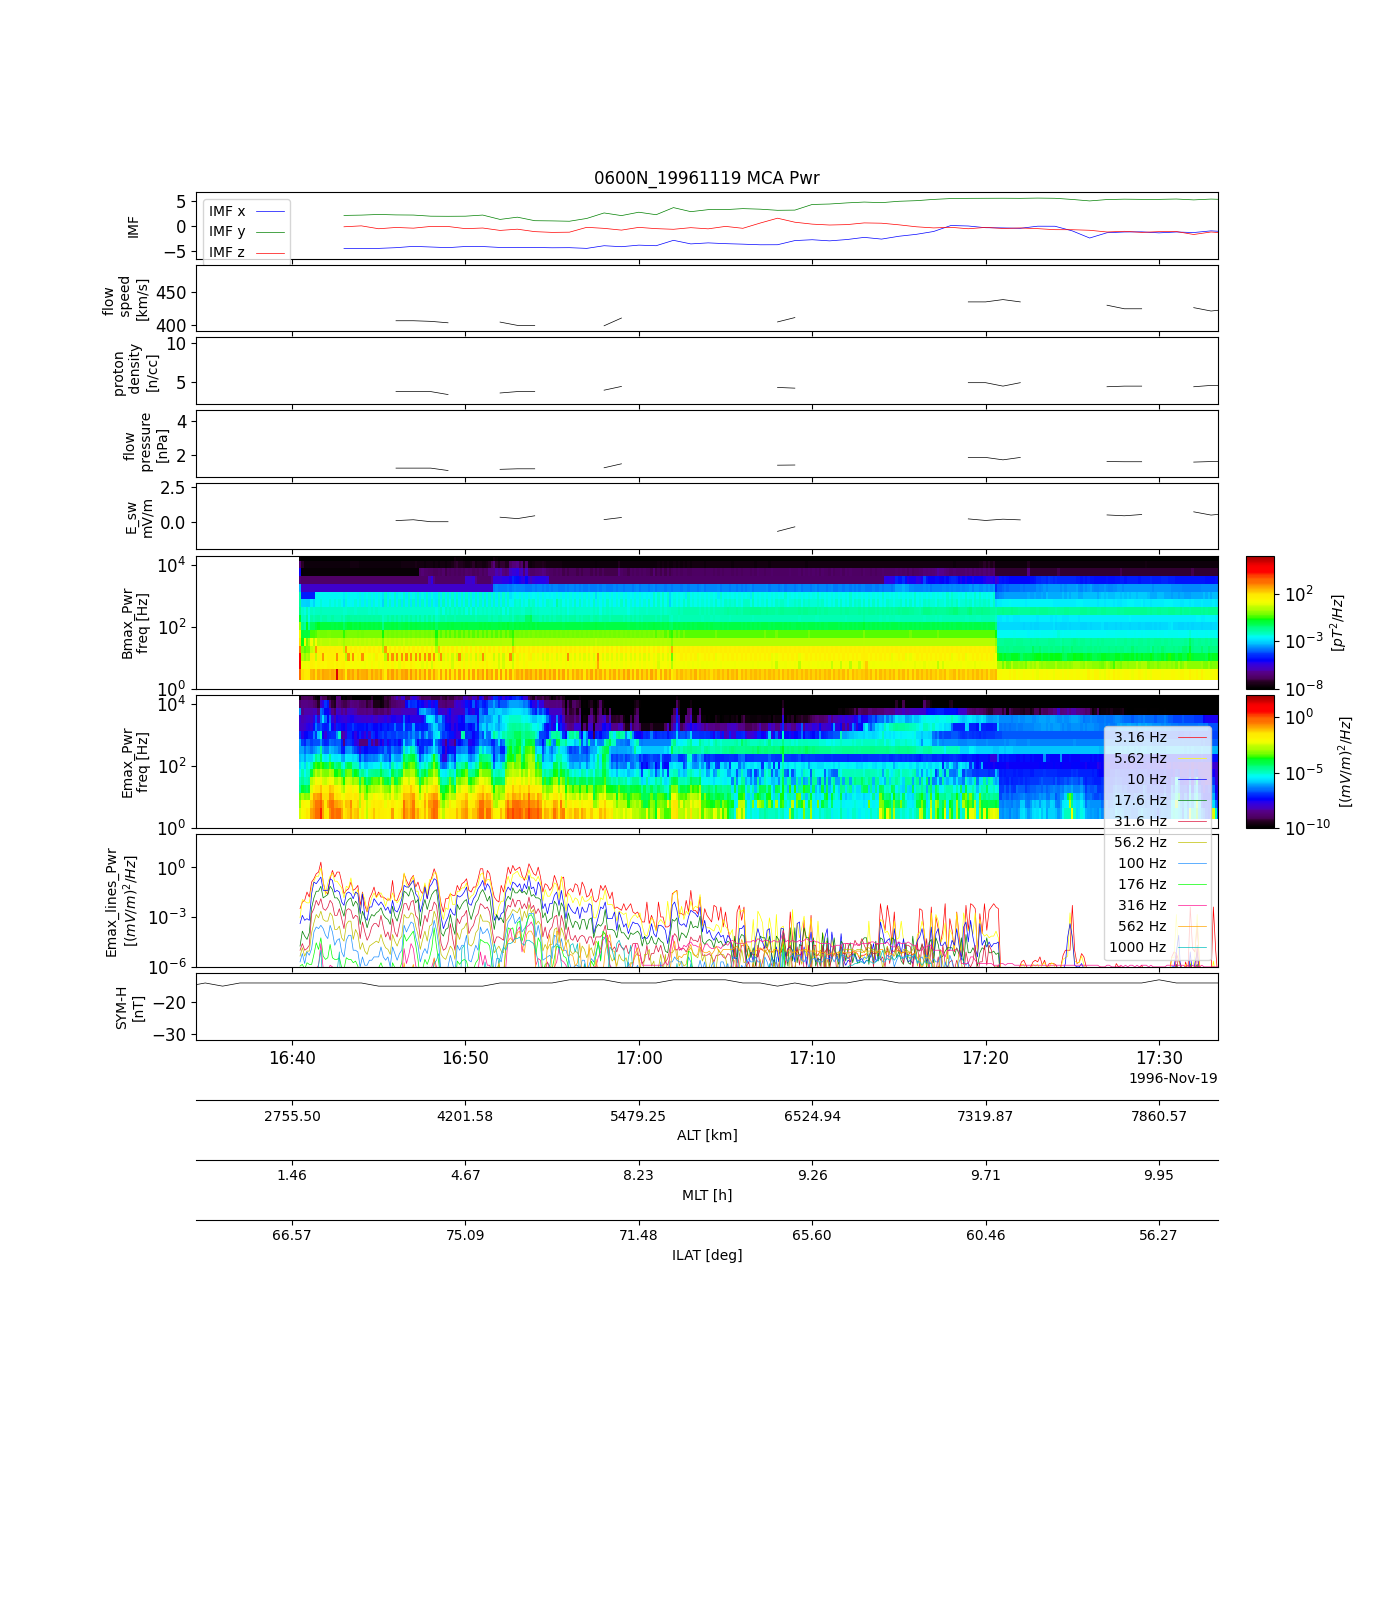 0600N_19961119 MCA Pwr
5
0
−5
IMF
IMF x
IMF y
IMF z
450
400
flow
speed
[km/s]
10
5
proton
density
[n/cc]
4
2
flow
pressure
[nPa]
2.5
0.0
E_sw
mV/m
10^4
10^2
10^0
Bmax_Pwr
freq [Hz]
10^2
10^−3
10^−8
[pT^2/Hz]
10^4
10^2
10^0
Emax_Pwr
freq [Hz]
10^0
10^−5
10^−10
[(mV/m)^2/Hz]
3.16 Hz
5.62 Hz
10 Hz
17.6 Hz
31.6 Hz
56.2 Hz
100 Hz
176 Hz
316 Hz
562 Hz
1000 Hz
10^0
10^−3
10^−6
Emax_lines_Pwr
[(mV/m)^2/Hz]
−20
−30
SYM-H
[nT]
16:40 16:50 17:00 17:10 17:20 17:30
1996-Nov-19
2755.50 4201.58 5479.25 6524.94 7319.87 7860.57
ALT [km]
1.46 4.67 8.23 9.26 9.71 9.95
MLT [h]
66.57 75.09 71.48 65.60 60.46 56.27
ILAT [deg]